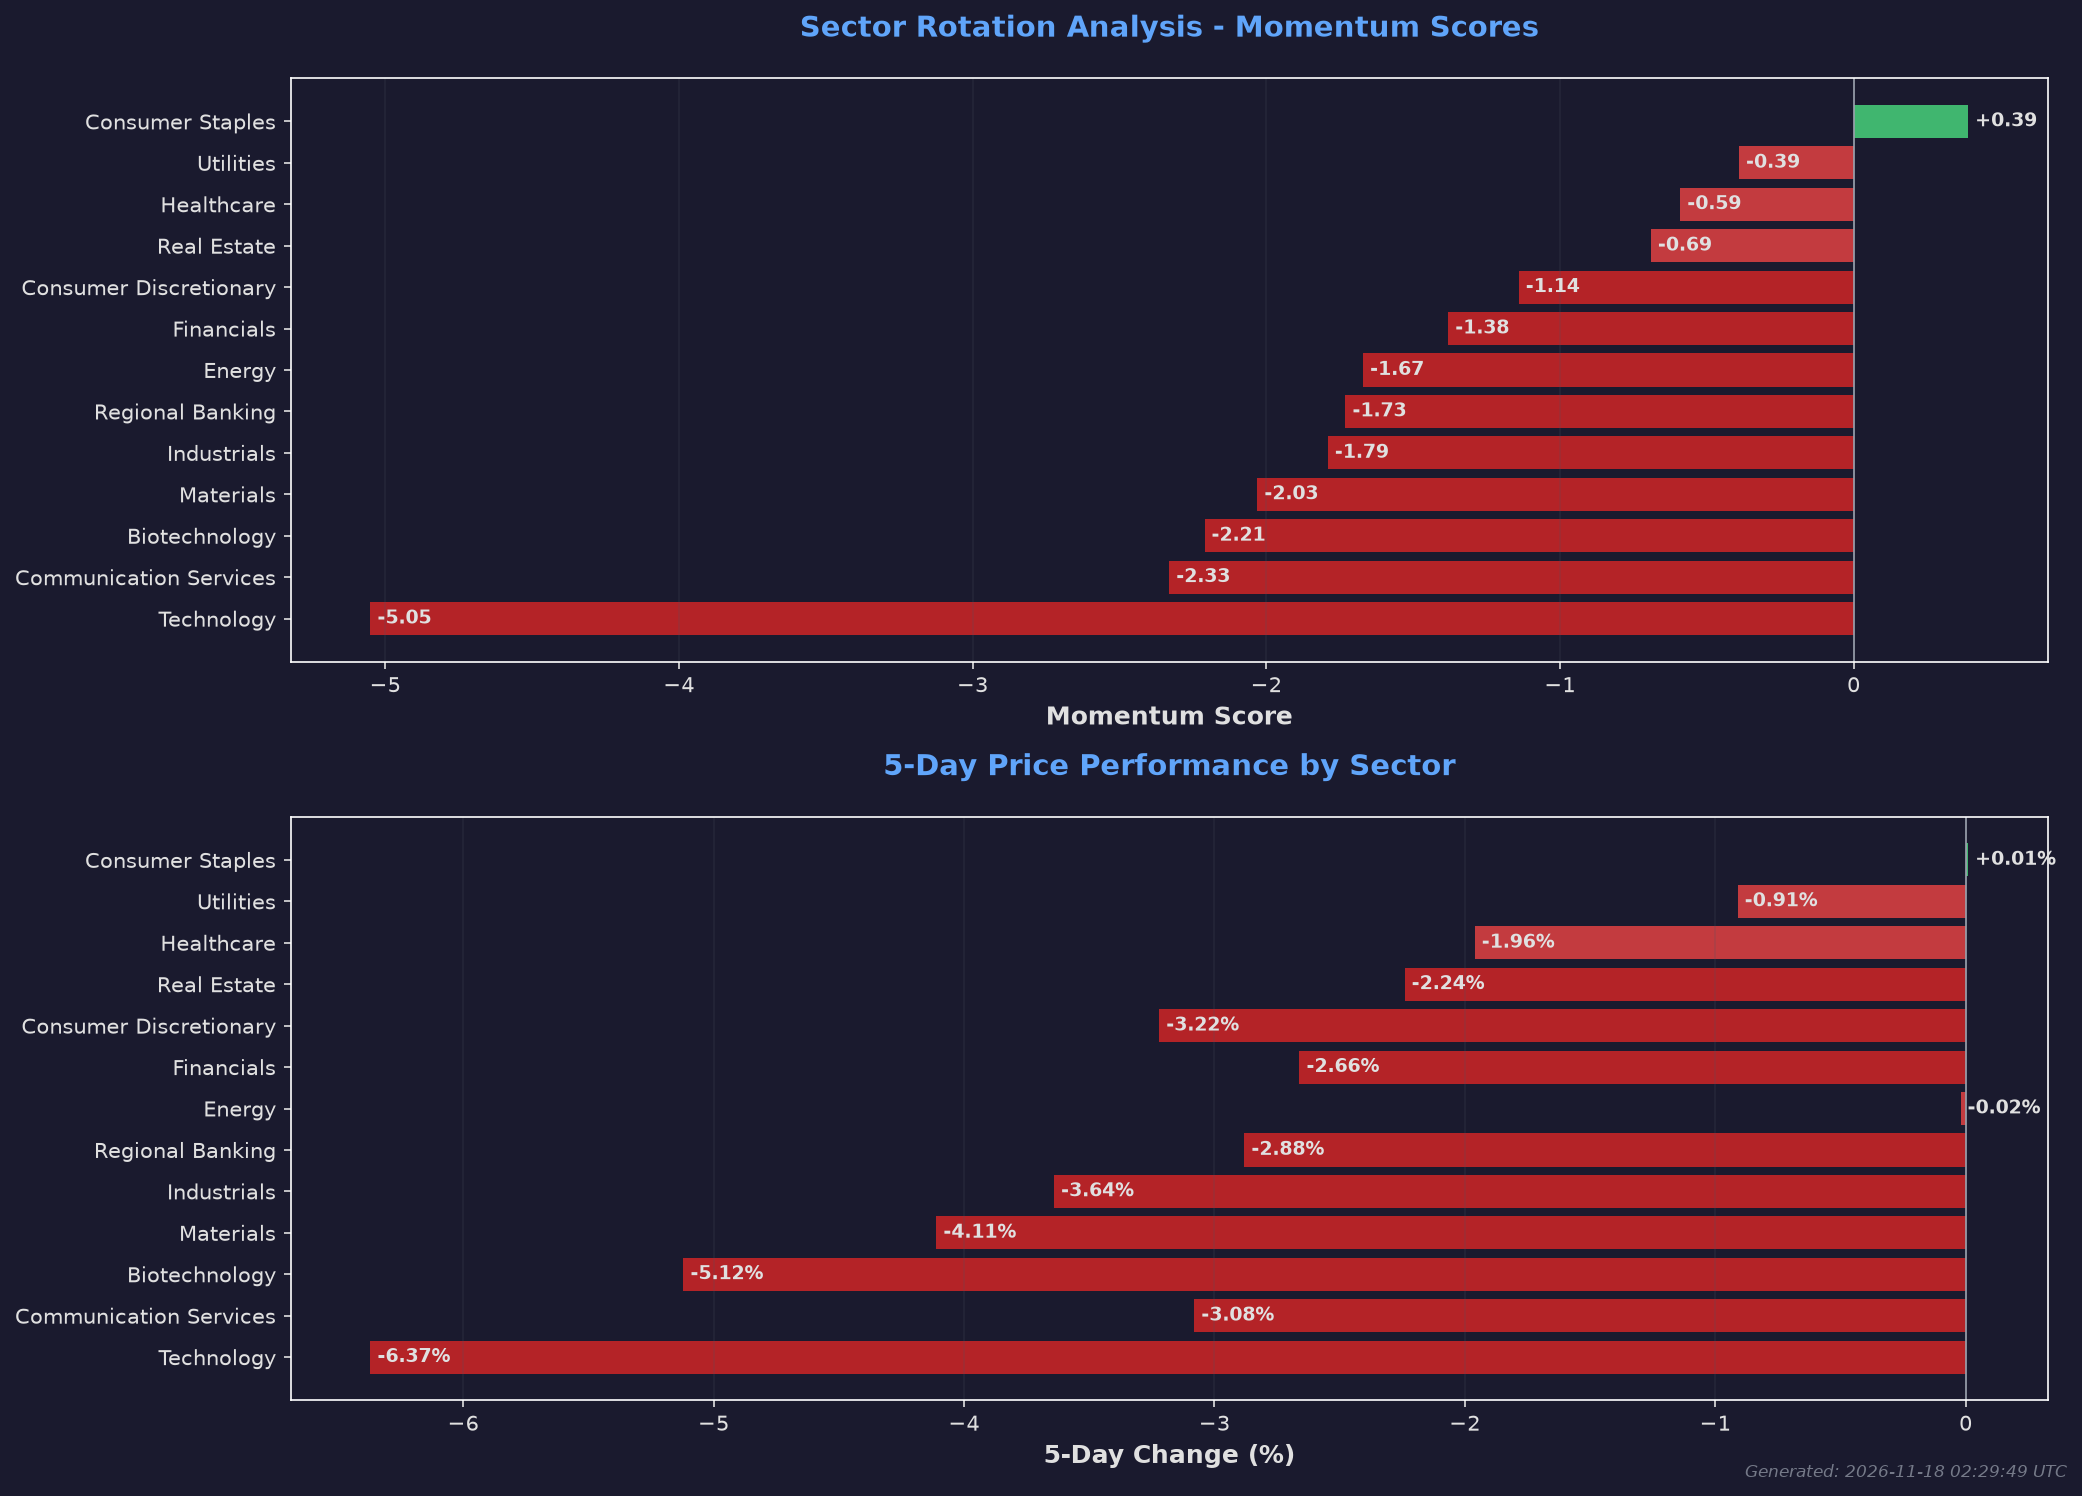 Sector Rotation Analysis - Momentum Scores
Consumer Staples +0.39
Utilities -0.39
Healthcare -0.59
Real Estate -0.69
Consumer Discretionary -1.14
Financials -1.38
Energy -1.67
Regional Banking -1.73
Industrials -1.79
Materials -2.03
Biotechnology -2.21
Communication Services -2.33
Technology -5.05
−5 −4 −3 −2 −1 0
Momentum Score
5-Day Price Performance by Sector
Consumer Staples +0.01%
Utilities -0.91%
Healthcare -1.96%
Real Estate -2.24%
Consumer Discretionary -3.22%
Financials -2.66%
Energy -0.02%
Regional Banking -2.88%
Industrials -3.64%
Materials -4.11%
Biotechnology -5.12%
Communication Services -3.08%
Technology -6.37%
−6 −5 −4 −3 −2 −1 0
5-Day Change (%)
Generated: 2026-11-18 02:29:49 UTC